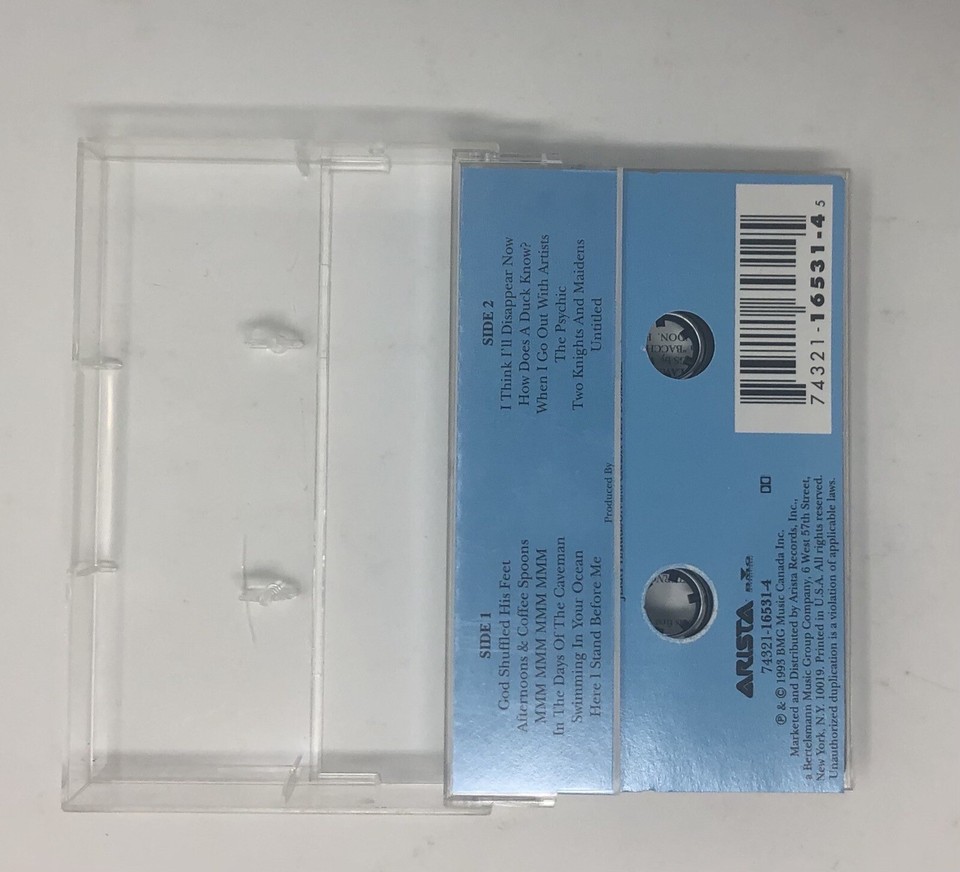 SIDE 1
God Shuffled His Feet
Afternoons & Coffee Spoons
MMM MMM MMM MMM
In The Days Of The Caveman
Swimming In Your Ocean
Here I Stand Before Me
SIDE 2
I Think I'll Disappear Now
How Does A Duck Know?
When I Go Out With Artists
The Psychic
Two Knights And Maidens
Untitled
Produced By
ARISTA
74321-16531-4
℗ & © 1993 BMG Music Canada Inc.
Marketed and Distributed by Arista Records, Inc.,
a Bertelsmann Music Group Company, 6 West 57th Street,
New York, N.Y. 10019. Printed in U.S.A. All rights reserved.
Unauthorized duplication is a violation of applicable laws.
74321-16531-4 5